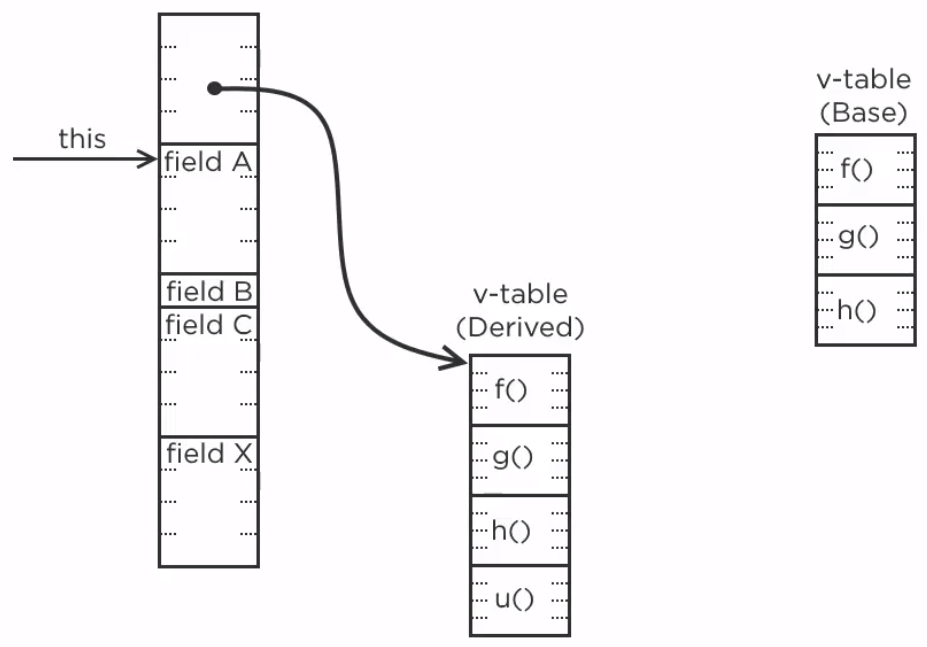 this
field A
field B
field C
field X
v-table
(Derived)
f()
g()
h()
u()
v-table
(Base)
f()
g()
h()